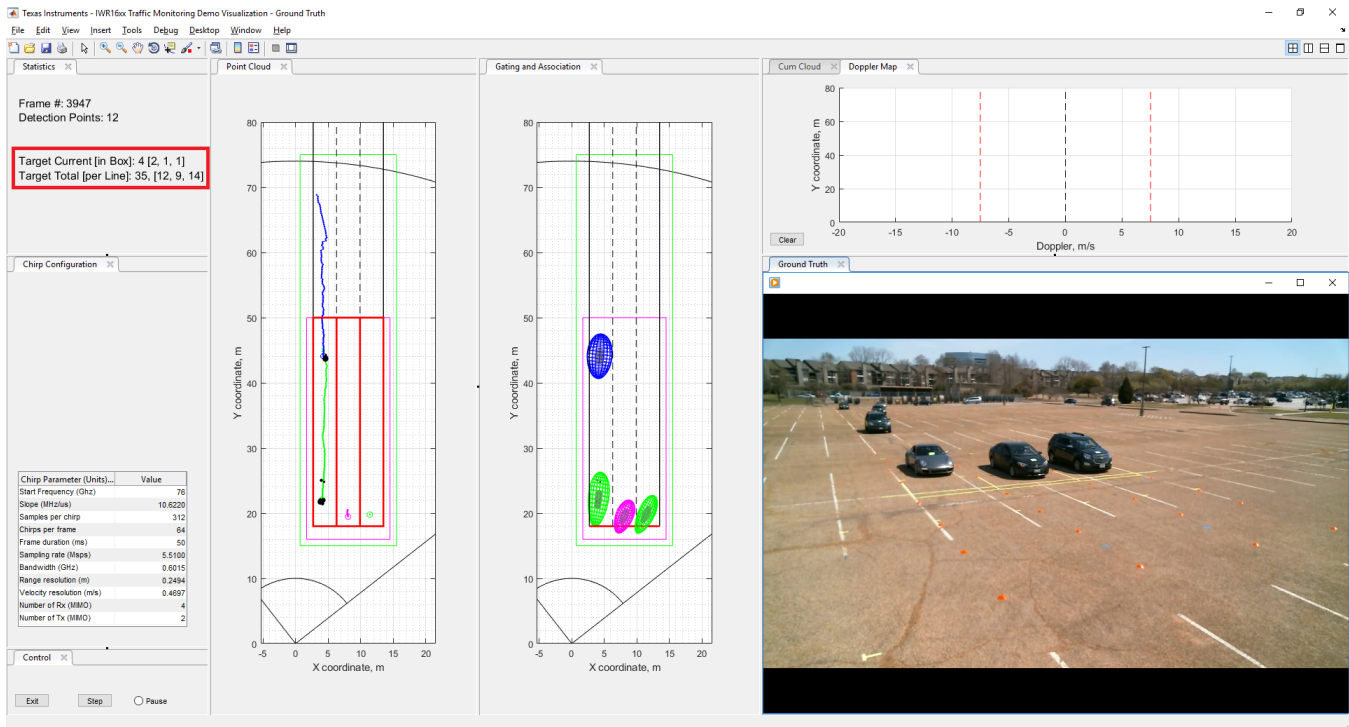 Texas Instruments - IWR16xx Traffic Monitoring Demo Visualization - Ground Truth
File Edit View Insert Tools Debug Desktop Window Help
Statistics
Frame #: 3947
Detection Points: 12
Target Current [in Box]: 4 [2, 1, 1]
Target Total [per Line]: 35, [12, 9, 14]
Chirp Configuration
Chirp Parameter (Units)... Value
Start Frequency (Ghz) 76
Slope (MHz/us) 10.6220
Samples per chirp 312
Chirps per frame 64
Frame duration (ms) 50
Sampling rate (Msps) 5.5100
Bandwidth (GHz) 0.6015
Range resolution (m) 0.2494
Velocity resolution (m/s) 0.4697
Number of Rx (MIMO) 4
Number of Tx (MIMO) 2
Control
Exit Step Pause
Point Cloud
80
70
60
50
40
30
20
10
0
Y coordinate, m
-5 0 5 10 15 20
X coordinate, m
Gating and Association
80
70
60
50
40
30
20
10
0
Y coordinate, m
-5 0 5 10 15 20
X coordinate, m
Cum Cloud Doppler Map
80
60
40
20
0
Y coordinate, m
-20 -15 -10 -5 0 5 10 15 20
Doppler, m/s
Clear
Ground Truth